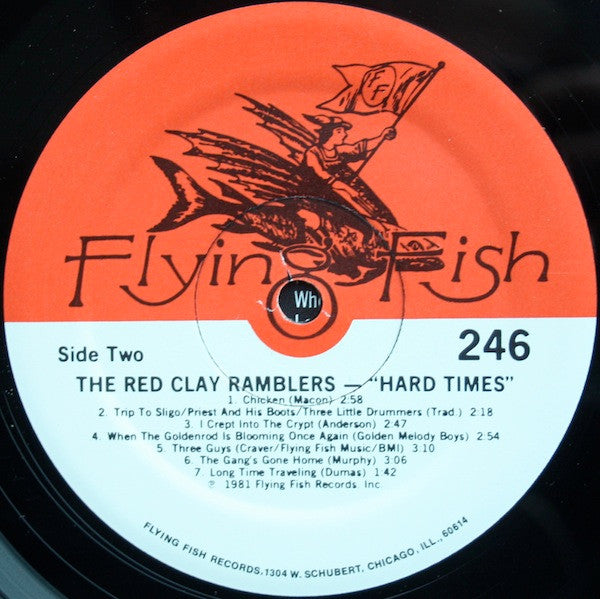 FF
Flying Fish
Side Two
246
THE RED CLAY RAMBLERS — "HARD TIMES"
1. Chicken (Macon) 2:58
2. Trip To Sligo/Priest And His Boots/Three Little Drummers (Trad.) 2:18
3. I Crept Into The Crypt (Anderson) 2:47
4. When The Goldenrod Is Blooming Once Again (Golden Melody Boys) 2:54
5. Three Guys (Craver/Flying Fish Music/BMI) 3:10
6. The Gang's Gone Home (Murphy) 3:05
7. Long Time Traveling (Dumas) 1:42
℗ 1981 Flying Fish Records, Inc.
FLYING FISH RECORDS, 1304 W. SCHUBERT, CHICAGO, ILL., 60614